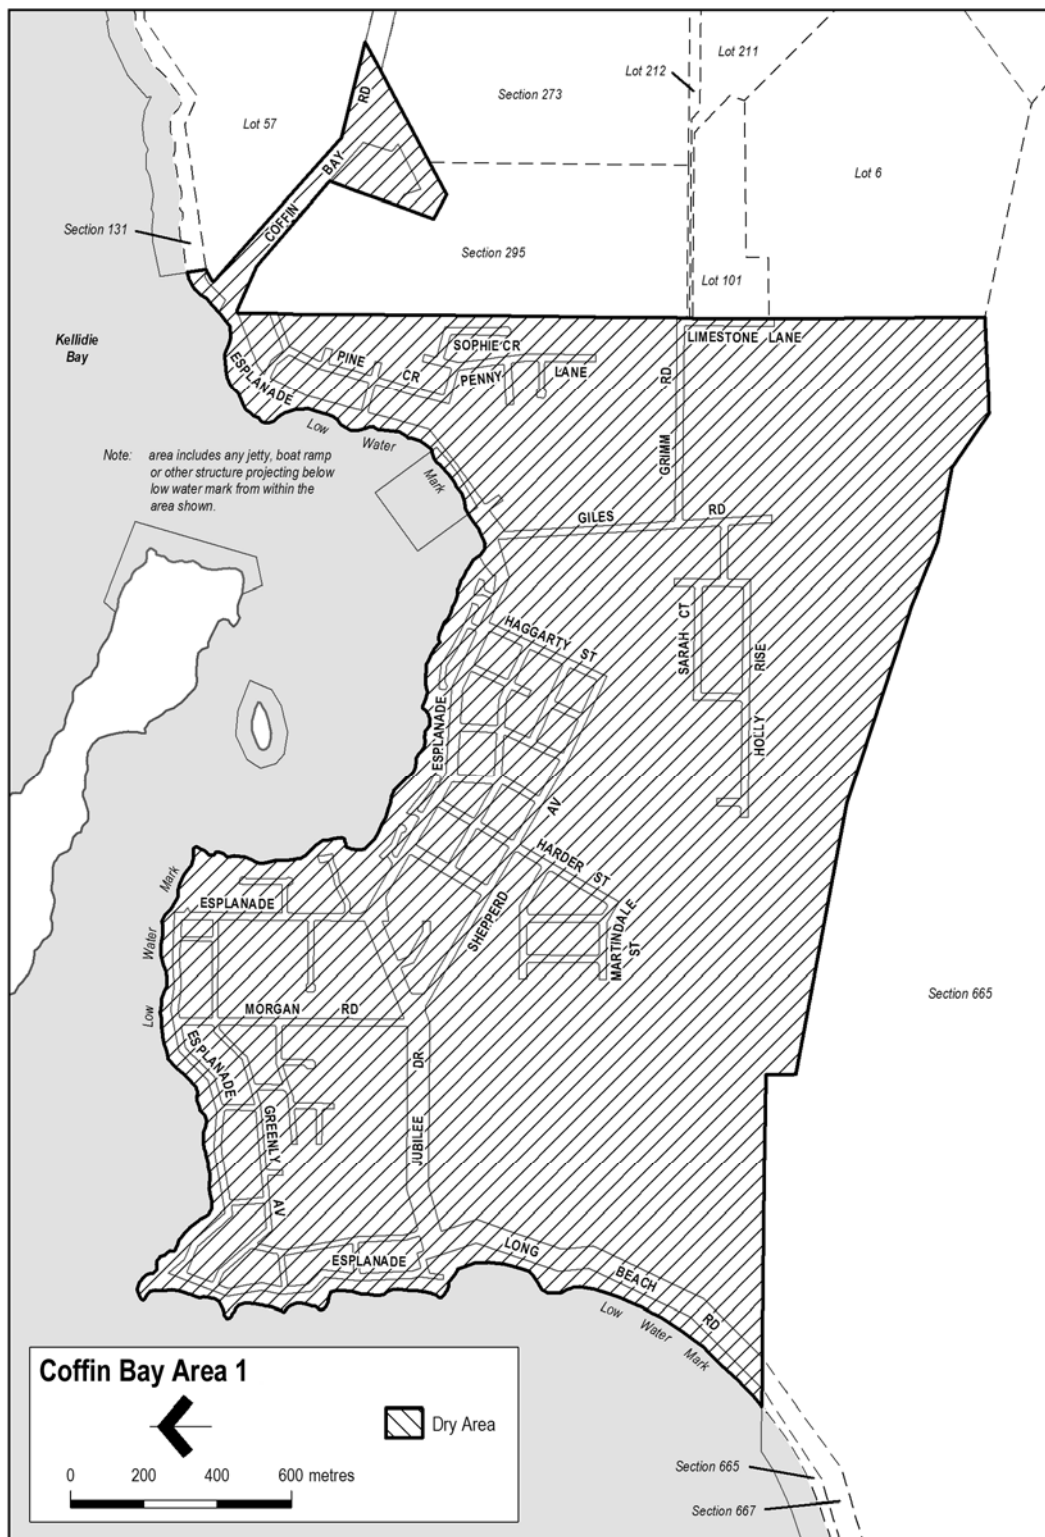 Lot 211
Lot 212
Section 273
RD
Lot 57
BAY
Lot 6
COFFIN
Section 131
Section 295
Lot 101
Kellidie
Bay
LIMESTONE LANE
SOPHIE CR
PINE
CR
PENNY
LANE
ESPLANADE
RD
GRIMM
Low
Water
Mark
Note: area includes any jetty, boat ramp
or other structure projecting below
low water mark from within the
area shown.
GILES
RD
HAGGARTY ST
SARAH CT
RISE
HOLLY
ESPLANADE
AV
SHEPPERD
HARDER ST
MARTINDALE
ST
Mark
Water
Low
ESPLANADE
Section 665
MORGAN RD
ESPLANADE
GREENLY
AV
DR
JUBILEE
ESPLANADE
LONG
BEACH
RD
Low
Water
Mark
Coffin Bay Area 1
Dry Area
0 200 400 600 metres
Section 665
Section 667